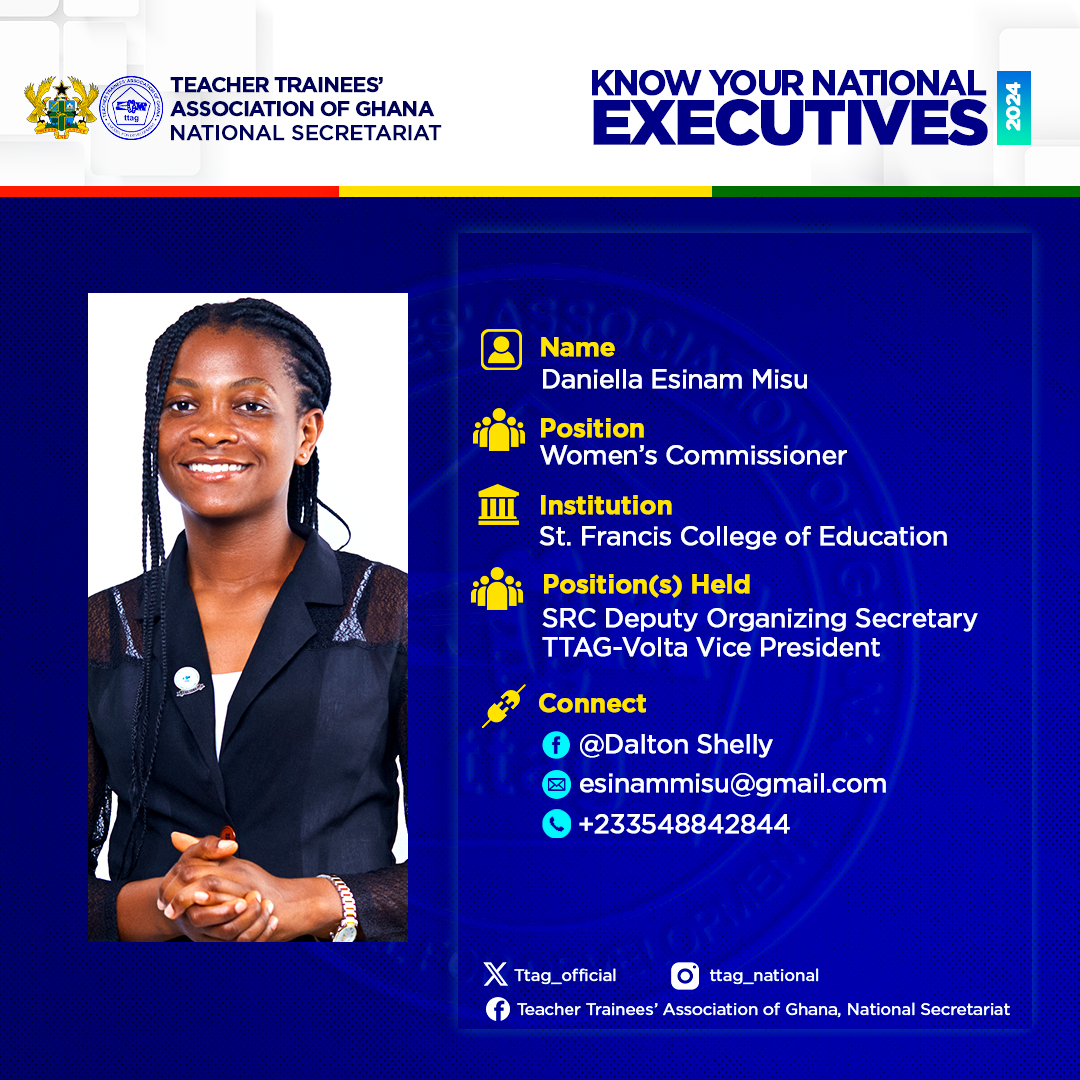 TEACHER TRAINEES’
ASSOCIATION OF GHANA
NATIONAL SECRETARIAT
ttag
KNOW YOUR NATIONAL
EXECUTIVES
2024
Name
Daniella Esinam Misu
Position
Women’s Commissioner
Institution
St. Francis College of Education
Position(s) Held
SRC Deputy Organizing Secretary
TTAG-Volta Vice President
Connect
@Dalton Shelly
esinammisu@gmail.com
+233548842844
Ttag_official
ttag_national
Teacher Trainees’ Association of Ghana, National Secretariat